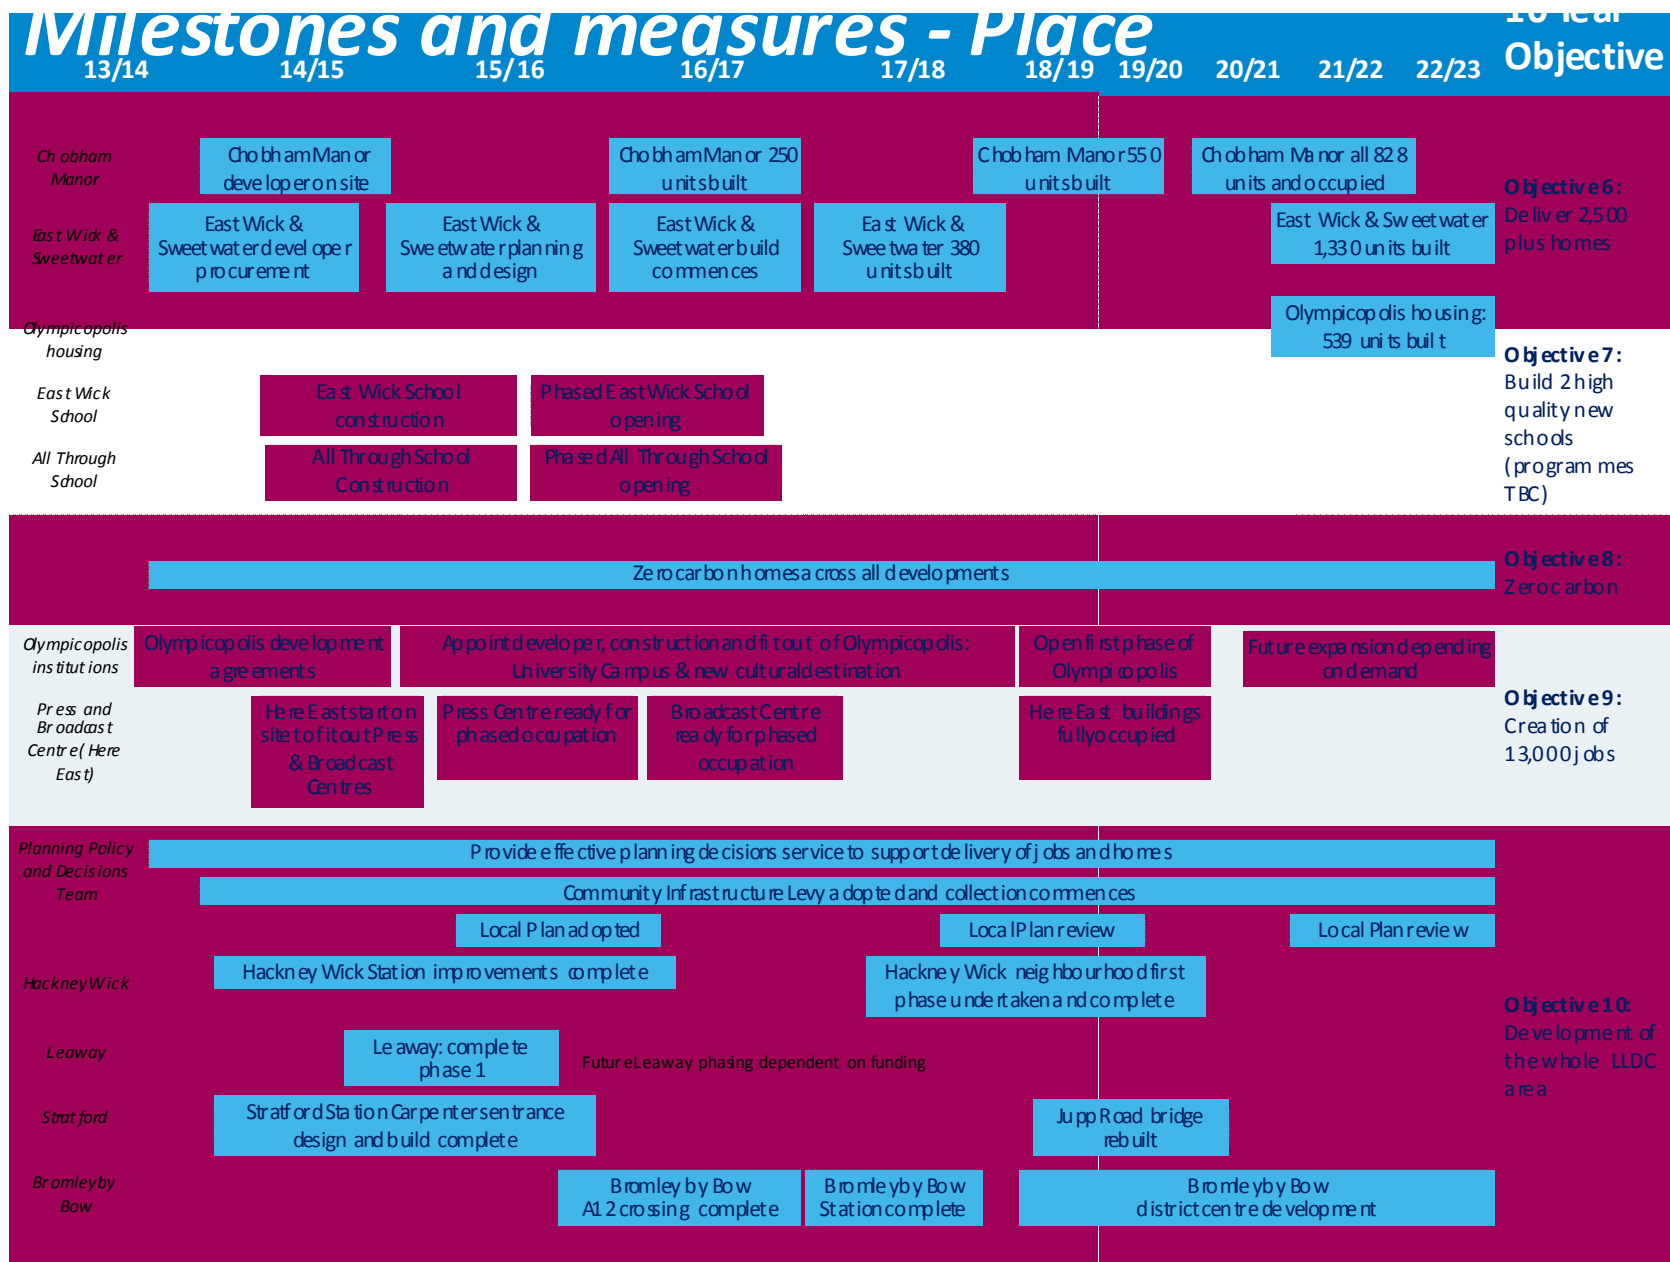 Milestones and measures - Place
10 Year
Objective
13/14 14/15 15/16 16/17 17/18 18/19 19/20 20/21 21/22 22/23
Chobham
Manor
Chobham Manor
developer on site
Chobham Manor 250
units built
Chobham Manor 550
units built
Chobham Manor all 828
units and occupied
East Wick &
Sweetwater
East Wick &
Sweetwater developer
procurement
East Wick &
Sweetwater planning
and design
East Wick &
Sweetwater build
commences
East Wick &
Sweetwater 380
units built
East Wick & Sweetwater
1,330 units built
Objective 6:
Deliver 2,500
plus homes
Olympicopolis
housing
Olympicopolis housing:
539 units built
East Wick
School
East Wick School
construction
Phased East Wick School
opening
All Through
School
All Through School
Construction
Phased All Through School
opening
Objective 7:
Build 2 high
quality new
schools
(programmes
TBC)
Zero carbon homes across all developments
Objective 8:
Zero carbon
Olympicopolis
institutions
Olympicopolis development
agreements
Appoint developer, construction and fit out of Olympicopolis:
University Campus & new cultural destination
Open first phase of
Olympicopolis
Future expansion depending
on demand
Press and
Broadcast
Centre (Here
East)
Here East start on
site to fit out Press
& Broadcast
Centres
Press Centre ready for
phased occupation
Broadcast Centre
ready for phased
occupation
Here East buildings
fully occupied
Objective 9:
Creation of
13,000 jobs
Planning Policy
and Decisions
Team
Provide effective planning decisions service to support delivery of jobs and homes
Community Infrastructure Levy adopted and collection commences
Local Plan adopted
Local Plan review
Local Plan review
Hackney Wick
Hackney Wick Station improvements complete
Hackney Wick neighbourhood first
phase undertaken and complete
Leaway
Leaway: complete
phase 1
Future Leaway phasing dependent on funding
Stratford
Stratford Station Carpenters entrance
design and build complete
Jupp Road bridge
rebuilt
Bromley by
Bow
Bromley by Bow
A12 crossing complete
Bromley by Bow
Station complete
Bromley by Bow
district centre development
Objective 10:
Development of
the whole LLDC
area